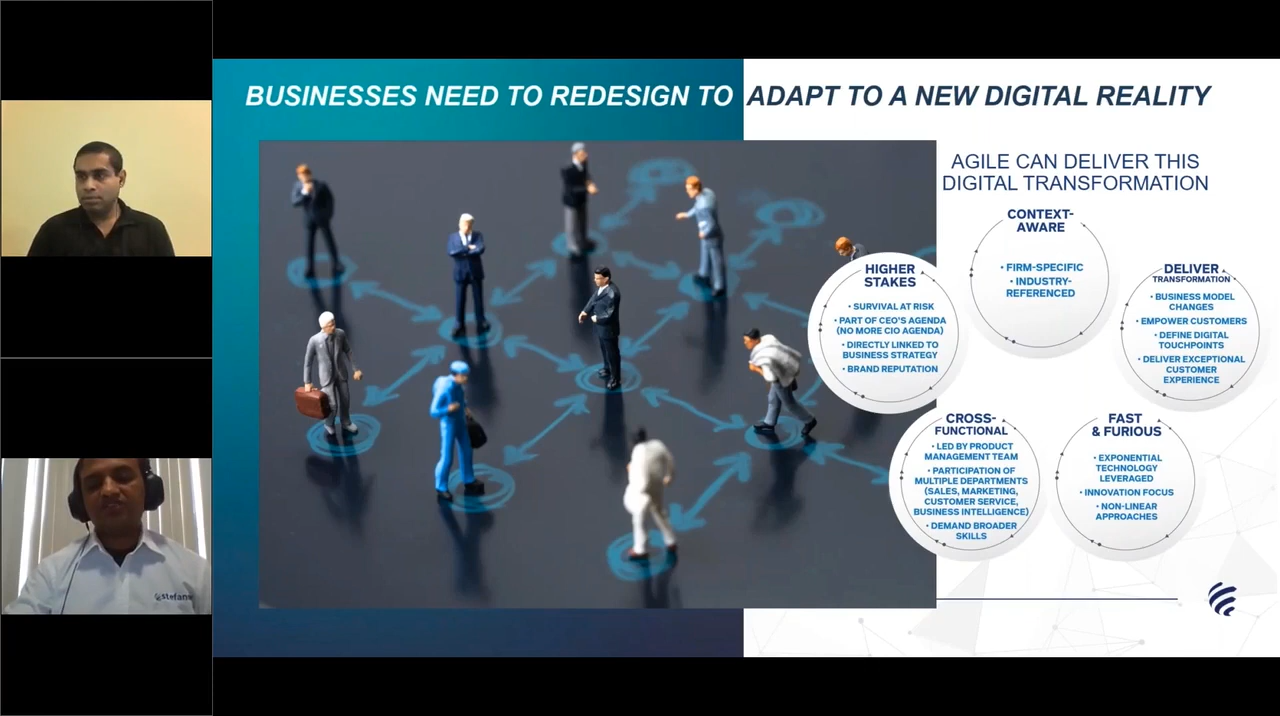 BUSINESSES NEED TO REDESIGN TO ADAPT TO A NEW DIGITAL REALITY
AGILE CAN DELIVER THIS
DIGITAL TRANSFORMATION
CONTEXT-
AWARE
• FIRM-SPECIFIC
• INDUSTRY-
REFERENCED
HIGHER
STAKES
• SURVIVAL AT RISK
• PART OF CEO'S AGENDA
(NO MORE CIO AGENDA)
• DIRECTLY LINKED TO
BUSINESS STRATEGY
• BRAND REPUTATION
DELIVER
TRANSFORMATION
• BUSINESS MODEL
CHANGES
• EMPOWER CUSTOMERS
• DEFINE DIGITAL
TOUCHPOINTS
• DELIVER EXCEPTIONAL
CUSTOMER
EXPERIENCE
CROSS-
FUNCTIONAL
• LED BY PRODUCT
MANAGEMENT TEAM
• PARTICIPATION OF
MULTIPLE DEPARTMENTS
(SALES, MARKETING,
CUSTOMER SERVICE,
BUSINESS INTELLIGENCE)
• DEMAND BROADER
SKILLS
FAST
& FURIOUS
• EXPONENTIAL
TECHNOLOGY
LEVERAGED
• INNOVATION FOCUS
• NON-LINEAR
APPROACHES